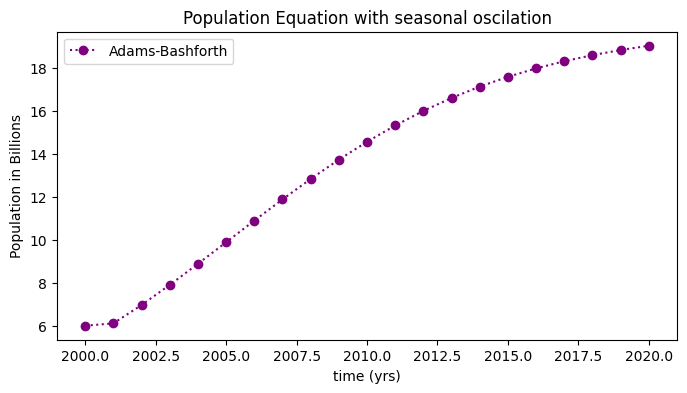 Population Equation with seasonal oscilation
Adams-Bashforth
Population in Billions
18
16
14
12
10
8
6
2000.0 2002.5 2005.0 2007.5 2010.0 2012.5 2015.0 2017.5 2020.0
time (yrs)